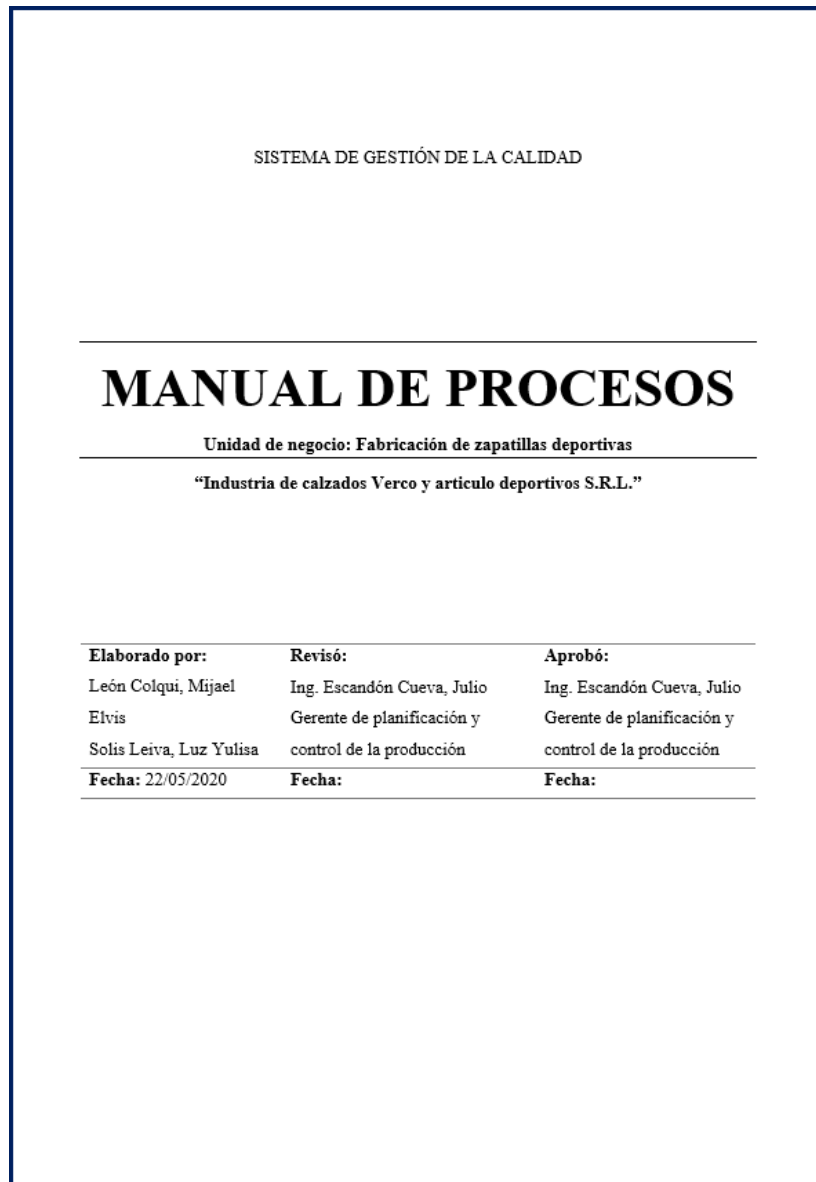 SISTEMA DE GESTIÓN DE LA CALIDAD
MANUAL DE PROCESOS
Unidad de negocio: Fabricación de zapatillas deportivas
“Industria de calzados Verco y articulo deportivos S.R.L.”
Elaborado por: Revisó: Aprobó:
León Colqui, Mijael Ing. Escandón Cueva, Julio Ing. Escandón Cueva, Julio
Elvis Gerente de planificación y Gerente de planificación y
Solis Leiva, Luz Yulisa control de la producción control de la producción
Fecha: 22/05/2020 Fecha: Fecha: